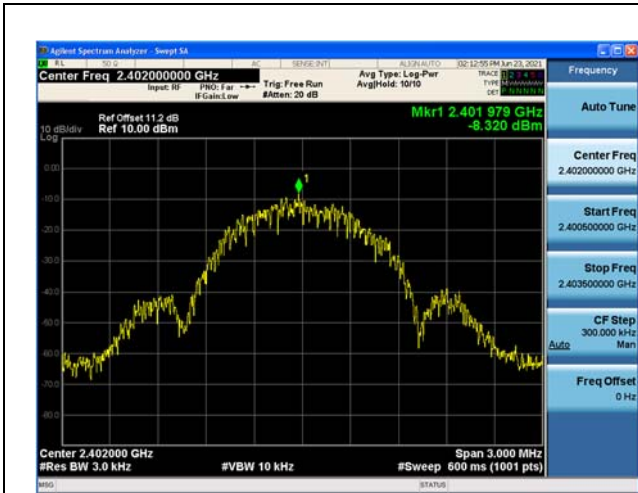 Agilent Spectrum Analyzer - Swept SA
RL 50 Ω AC SENSE:INT ALIGN AUTO 02:12:55 PM Jun 23, 2021
Center Freq 2.402000000 GHz
Input: RF PNO: Far Trig: Free Run Avg Type: Log-Pwr TRACE 1 2 3 4 5 6
IFGain:Low #Atten: 20 dB Avg|Hold: 10/10 TYPE
DET P N N N N N
Frequency
Auto Tune
Mkr1 2.401 979 GHz
-8.320 dBm
Ref Offset 11.2 dB
10 dB/div Ref 10.00 dBm
Log
0.00
1
-10.0
-20.0
-30.0
-40.0
-50.0
-60.0
-70.0
-80.0
Center Freq
2.402000000 GHz
Start Freq
2.400500000 GHz
Stop Freq
2.403500000 GHz
CF Step
300.000 kHz
Auto Man
Freq Offset
0 Hz
Center 2.402000 GHz Span 3.000 MHz
#Res BW 3.0 kHz #VBW 10 kHz #Sweep 600 ms (1001 pts)
MSG STATUS